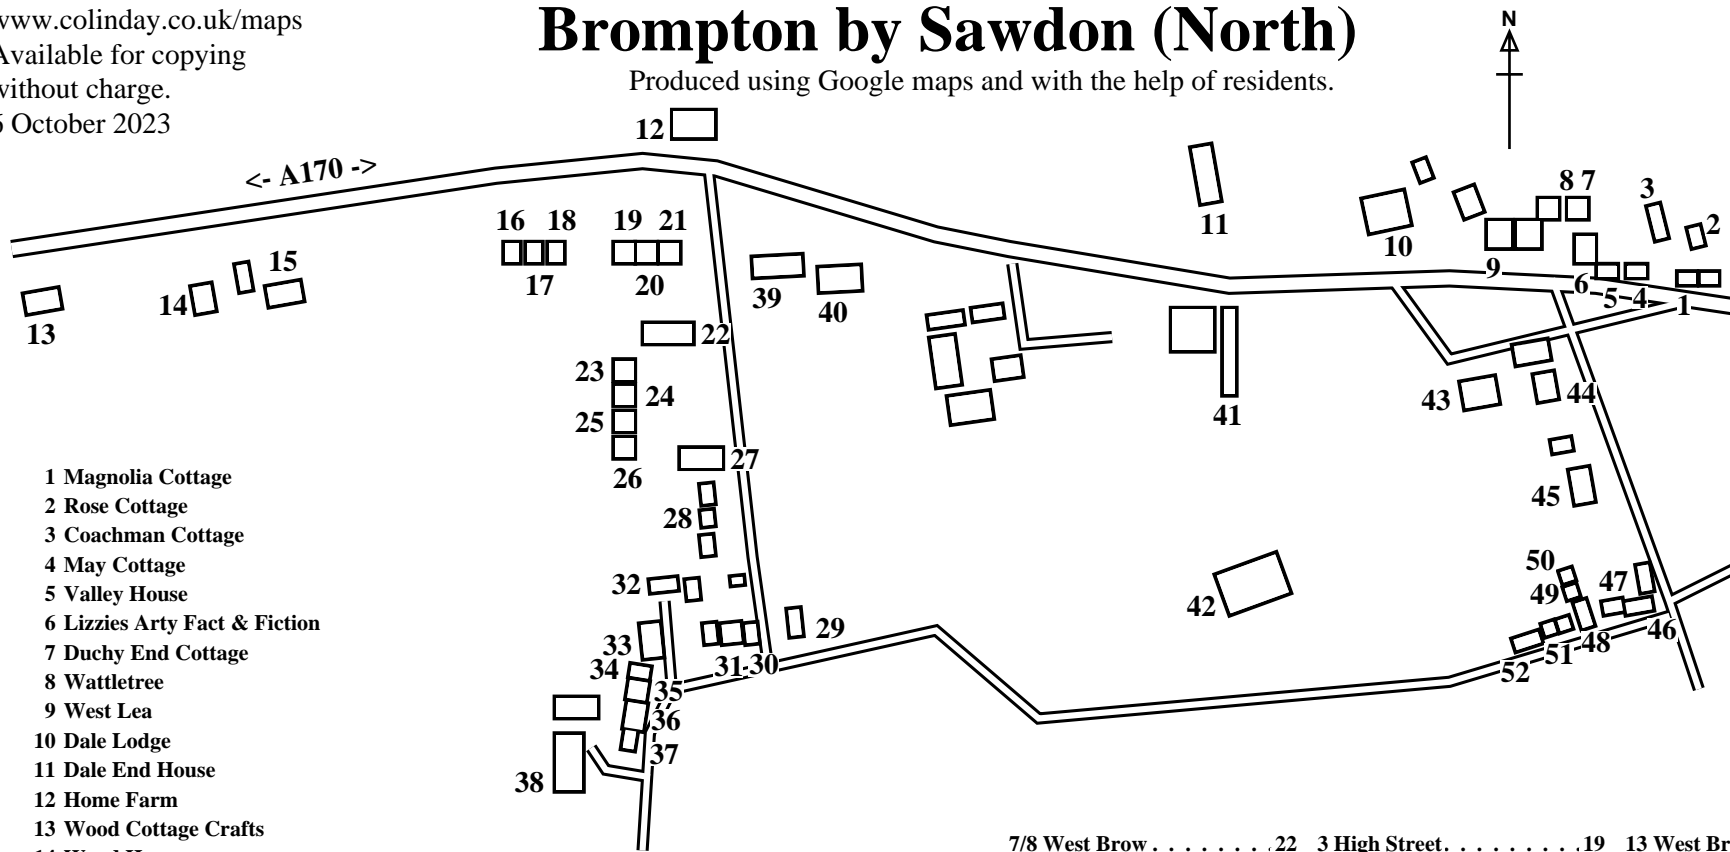 www.colinday.co.uk/maps
Available for copying
without charge.
October 2023
Brompton by Sawdon (North)
Produced using Google maps and with the help of residents.
N
<- A170 ->
12
11
10
8 7
3
2
9
6
5
4
1
13
14
15
16
18
17
19
21
20
39
40
22
23
24
25
26
27
28
41
43
44
45
32
33
34
35
36
37
38
31
30
29
42
50
49
47
46
48
51
52
1 Magnolia Cottage
2 Rose Cottage
3 Coachman Cottage
4 May Cottage
5 Valley House
6 Lizzies Arty Fact & Fiction
7 Duchy End Cottage
8 Wattletree
9 West Lea
10 Dale Lodge
11 Dale End House
12 Home Farm
13 Wood Cottage Crafts
7/8 West Brow . . . . . . . . 22 3 High Street. . . . . . . . . . 19 13 West Br